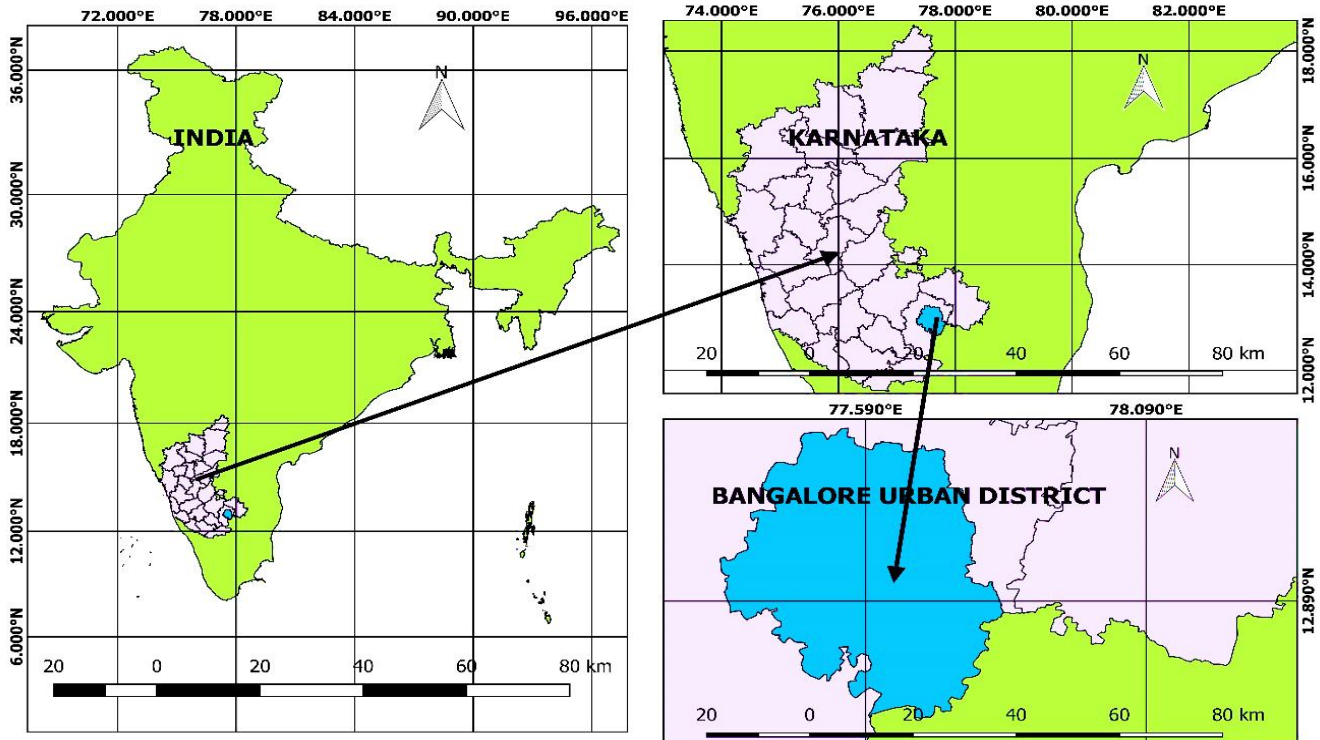 72.000°E 78.000°E 84.000°E 90.000°E 96.000°E
36.000°N
30.000°N
24.000°N
18.000°N
12.000°N
6.000°N
N
INDIA
20 0 20 40 60 80 km
74.000°E 76.000°E 78.000°E 80.000°E 82.000°E
18.000°N
16.000°N
14.000°N
12.000°N
N
KARNATAKA
20 0 20 40 60 80 km
77.590°E 78.090°E
12.890°N
N
BANGALORE URBAN DISTRICT
20 0 20 40 60 80 km